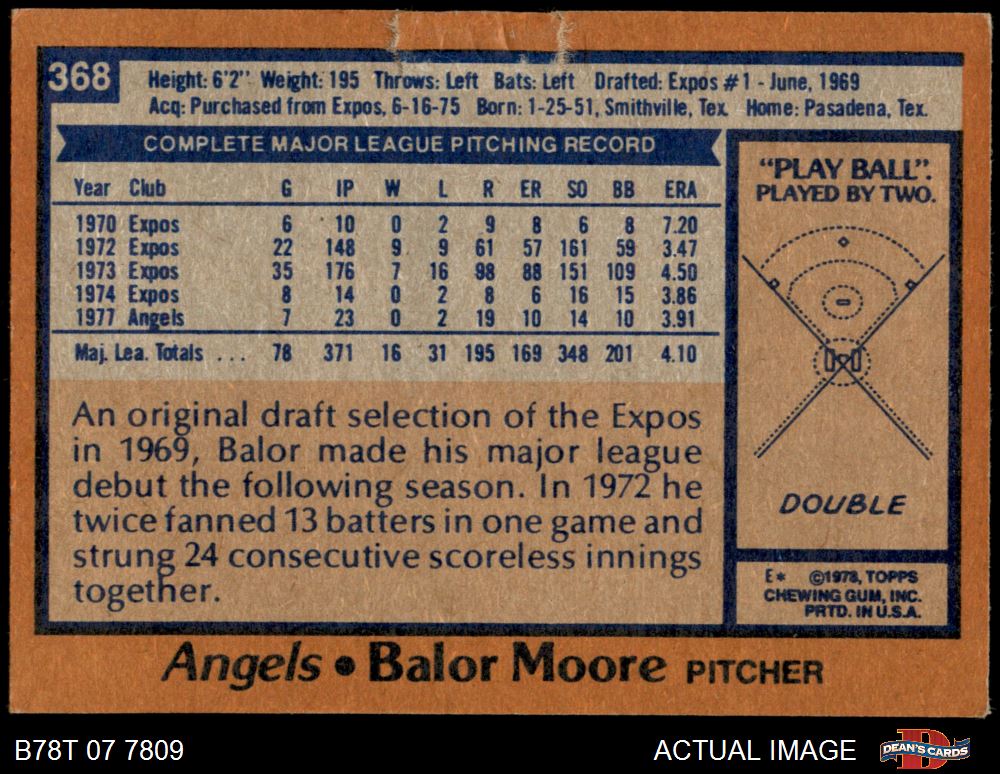 368
Height: 6'2" Weight: 195 Throws: Left Bats: Left Drafted: Expos #1 - June, 1969
Acq: Purchased from Expos, 6-16-75 Born: 1-25-51, Smithville, Tex. Home: Pasadena, Tex.
COMPLETE MAJOR LEAGUE PITCHING RECORD
Year Club G IP W L R ER SO BB ERA
1970 Expos 6 10 0 2 9 8 6 8 7.20
1972 Expos 22 148 9 9 61 57 161 59 3.47
1973 Expos 35 176 7 16 98 88 151 109 4.50
1974 Expos 8 14 0 2 8 6 16 15 3.86
1977 Angels 7 23 0 2 19 10 14 10 3.91
Maj. Lea. Totals ... 78 371 16 31 195 169 348 201 4.10
An original draft selection of the Expos
in 1969, Balor made his major league
debut the following season. In 1972 he
twice fanned 13 batters in one game and
strung 24 consecutive scoreless innings
together.
"PLAY BALL".
PLAYED BY TWO.
DOUBLE
E* ©1978, TOPPS
CHEWING GUM, INC.
PRTD. IN U.S.A.
Angels • Balor Moore PITCHER
B78T 07 7809
ACTUAL IMAGE
DEAN'S CARDS